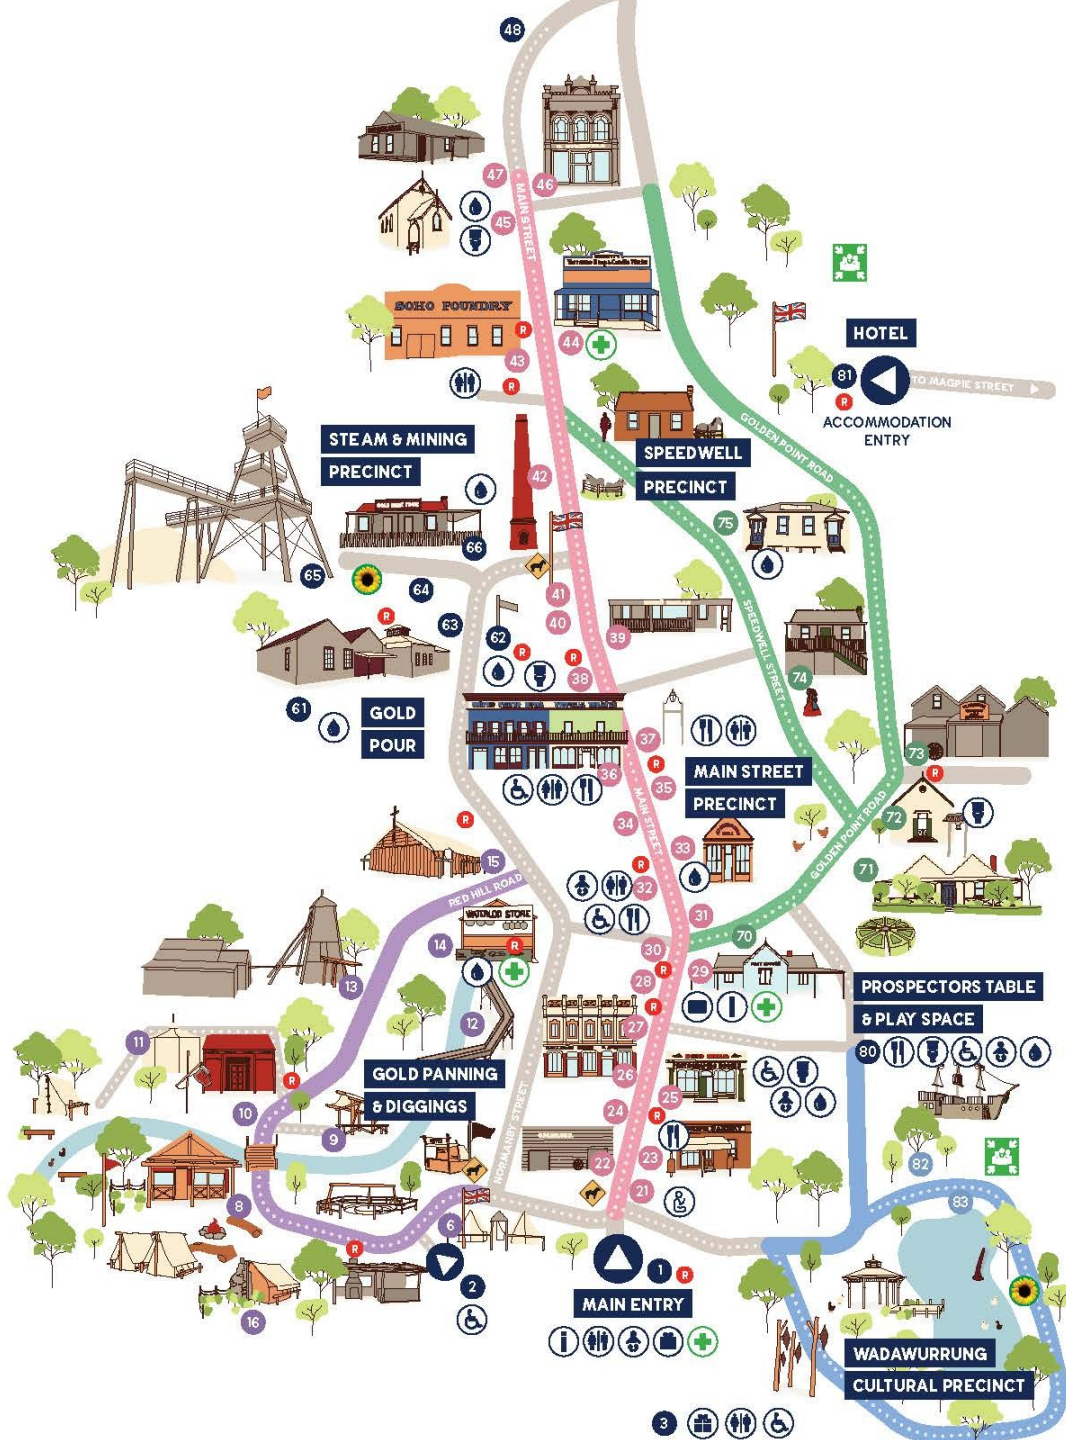 48
47
46
MAIN STREET
45
SOHO FOUNDRY
R
44
43
R
HOTEL
81
TO MAGPIE STREET
R
ACCOMMODATION
ENTRY
GOLDEN POINT ROAD
STEAM & MINING
PRECINCT
SPEEDWELL
PRECINCT
42
75
66
65
64
41
63
62
40
39
R
R
R
38
SPEEDWELL STREET
74
61
GOLD
POUR
37
36
R
35
MAIN STREET
PRECINCT
MAIN STREET
34
73
R
72
GOLDEN POINT ROAD
R
15
33
71
R
32
RED HILL ROAD
WATERLOO STORE
14
R
31
30
70
POST OFFICE
29
28
R
13
PROSPECTORS TABLE
& PLAY SPACE
80
12
R
27
11
GOLD PANNING
& DIGGINGS
26
R
10
25
24
R
9
NORMANBY STREET
23
22
82
21
8
6
83
R
2
1
R
MAIN ENTRY
i
16
WADAWURRUNG
CULTURAL PRECINCT
3